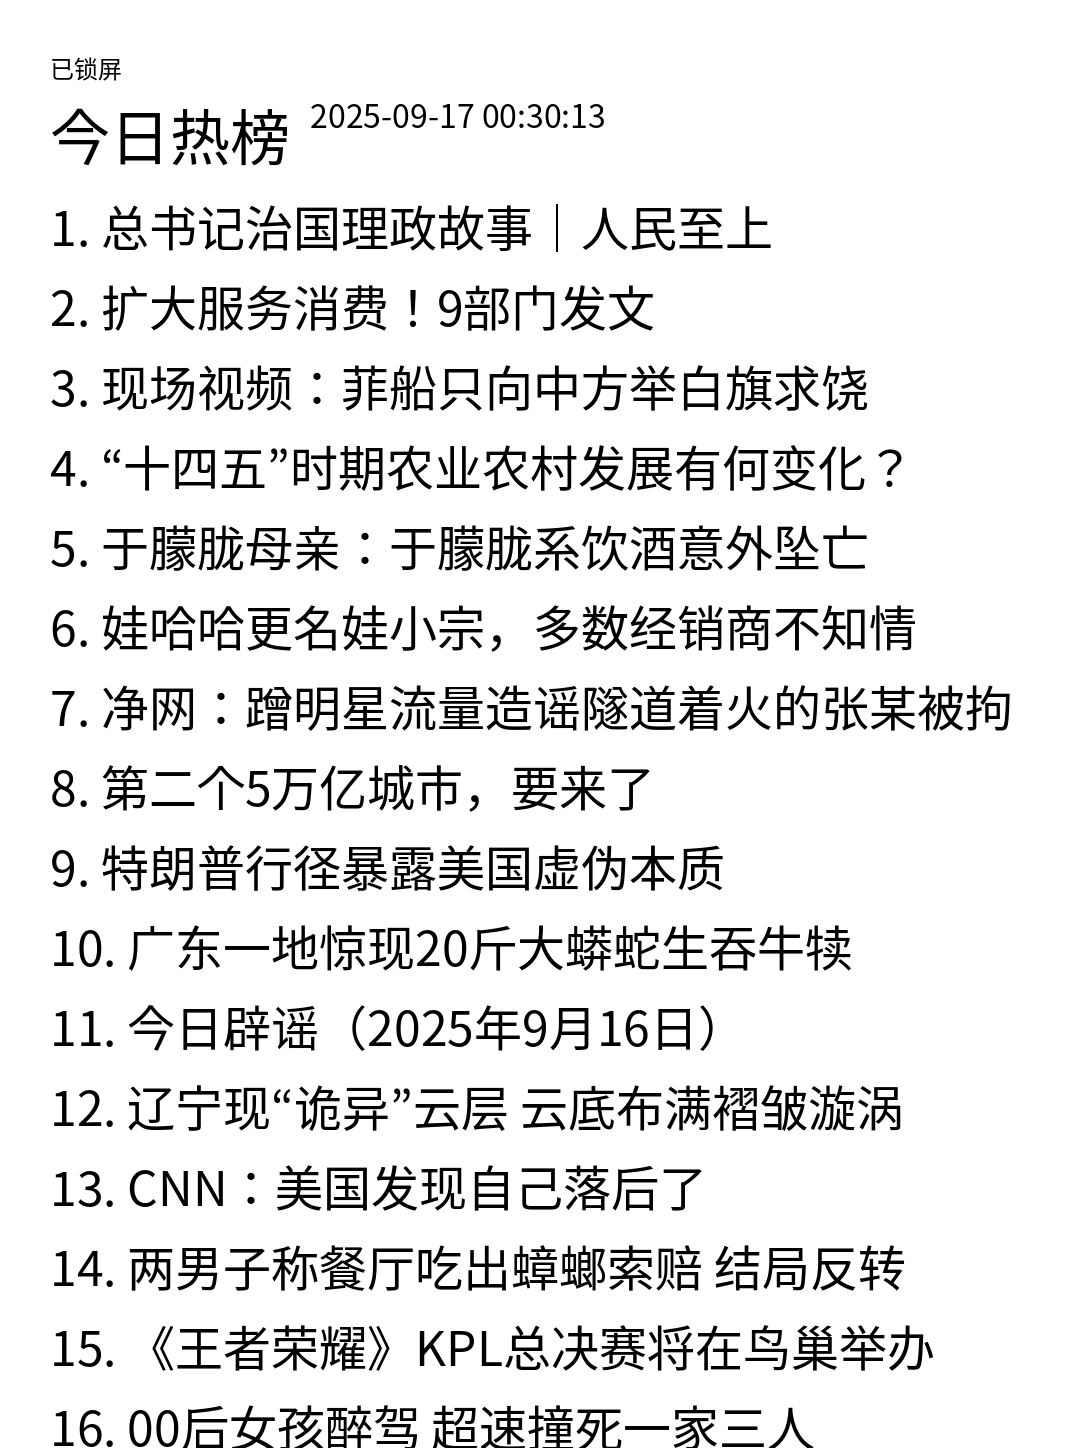 已锁屏
今日热榜 2025-09-17 00:30:13
1. 总书记治国理政故事｜人民至上
2. 扩大服务消费！9部门发文
3. 现场视频：菲船只向中方举白旗求饶
4. “十四五”时期农业农村发展有何变化？
5. 于朦胧母亲：于朦胧系饮酒意外坠亡
6. 娃哈哈更名娃小宗，多数经销商不知情
7. 净网：蹭明星流量造谣隧道着火的张某被拘
8. 第二个5万亿城市，要来了
9. 特朗普行径暴露美国虚伪本质
10. 广东一地惊现20斤大蟒蛇生吞牛犊
11. 今日辟谣（2025年9月16日）
12. 辽宁现“诡异”云层 云底布满褶皱漩涡
13. CNN：美国发现自己落后了
14. 两男子称餐厅吃出蟑螂索赔 结局反转
15. 《王者荣耀》KPL总决赛将在鸟巢举办
16. 00后女孩醉驾 超速撞死一家三人